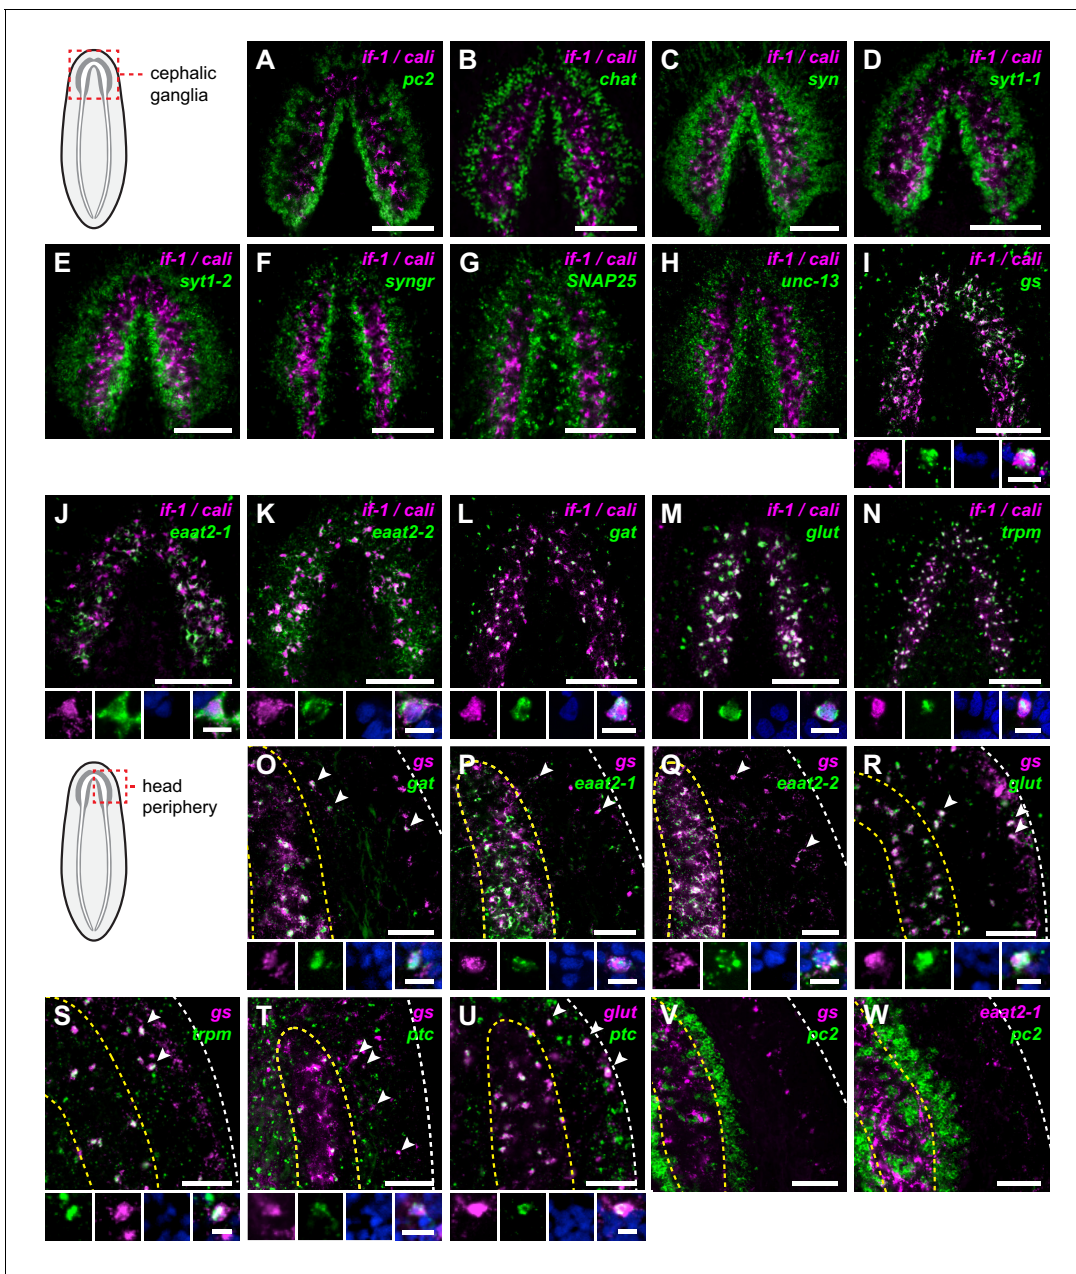 cephalic
ganglia
A
if-1 / cali
pc2
B
if-1 / cali
chat
C
if-1 / cali
syn
D
if-1 / cali
syt1-1
E
if-1 / cali
syt1-2
F
if-1 / cali
syngr
G
if-1 / cali
SNAP25
H
if-1 / cali
unc-13
I
if-1 / cali
gs
J
if-1 / cali
eaat2-1
K
if-1 / cali
eaat2-2
L
if-1 / cali
gat
M
if-1 / cali
glut
N
if-1 / cali
trpm
head
periphery
O
gs
gat
P
gs
eaat2-1
Q
gs
eaat2-2
R
gs
glut
S
gs
trpm
T
gs
ptc
U
glut
ptc
V
gs
pc2
W
eaat2-1
pc2